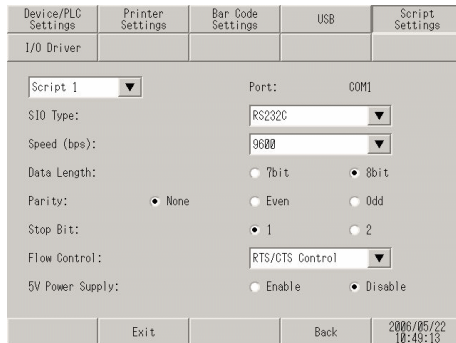 Device/PLC Settings
Printer Settings
Bar Code Settings
USB
Script Settings
I/O Driver
Script 1
Port: COM1
SIO Type: RS232C
Speed (bps): 9600
Data Length: 7bit 8bit
Parity: None Even Odd
Stop Bit: 1 2
Flow Control: RTS/CTS Control
5V Power Supply: Enable Disable
Exit
Back
2006/05/22
10:49:13